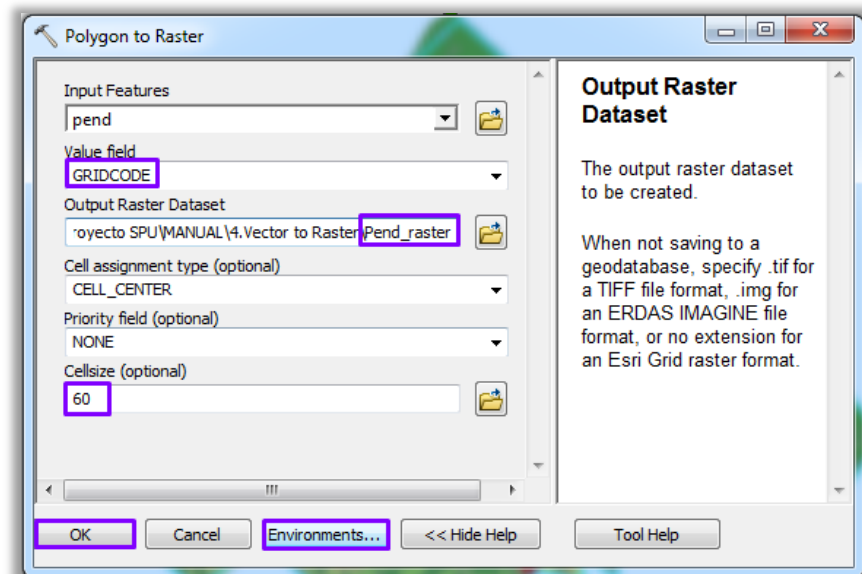 Polygon to Raster
Input Features
pend
Value field
GRIDCODE
Output Raster Dataset
royecto SPU\MANUAL\4.Vector to Raster\Pend_raster
Cell assignment type (optional)
CELL_CENTER
Priority field (optional)
NONE
Cellsize (optional)
60
OK
Cancel
Environments...
<< Hide Help
Output Raster
Dataset
The output raster dataset
to be created.
When not saving to a
geodatabase, specify .tif for
a TIFF file format, .img for
an ERDAS IMAGINE file
format, or no extension for
an Esri Grid raster format.
Tool Help